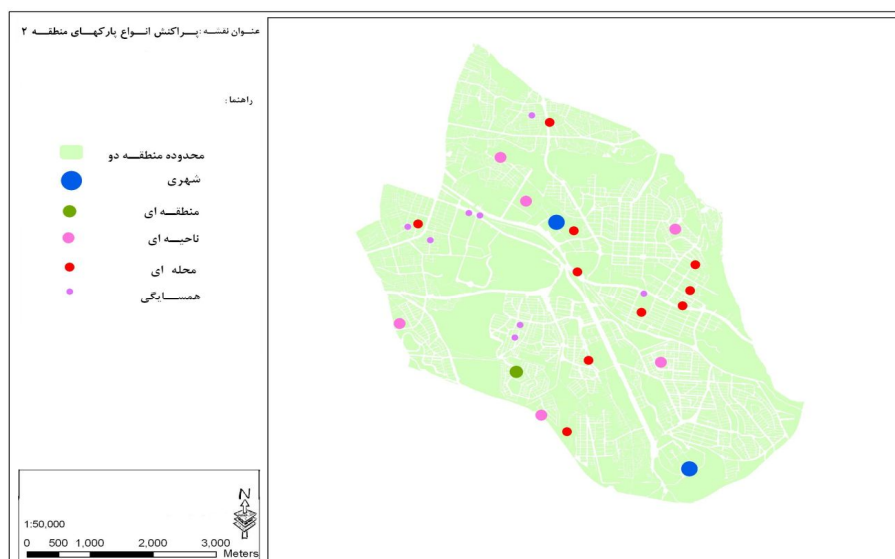 عنوان نقشه: پراکنش انواع پارکهای منطقه ۲
راهنما:
محدوده منطقه دو
شهری
منطقه ای
ناحیه ای
محله ای
همسایگی
N
1:50,000
0 500 1,000 2,000 3,000
Meters